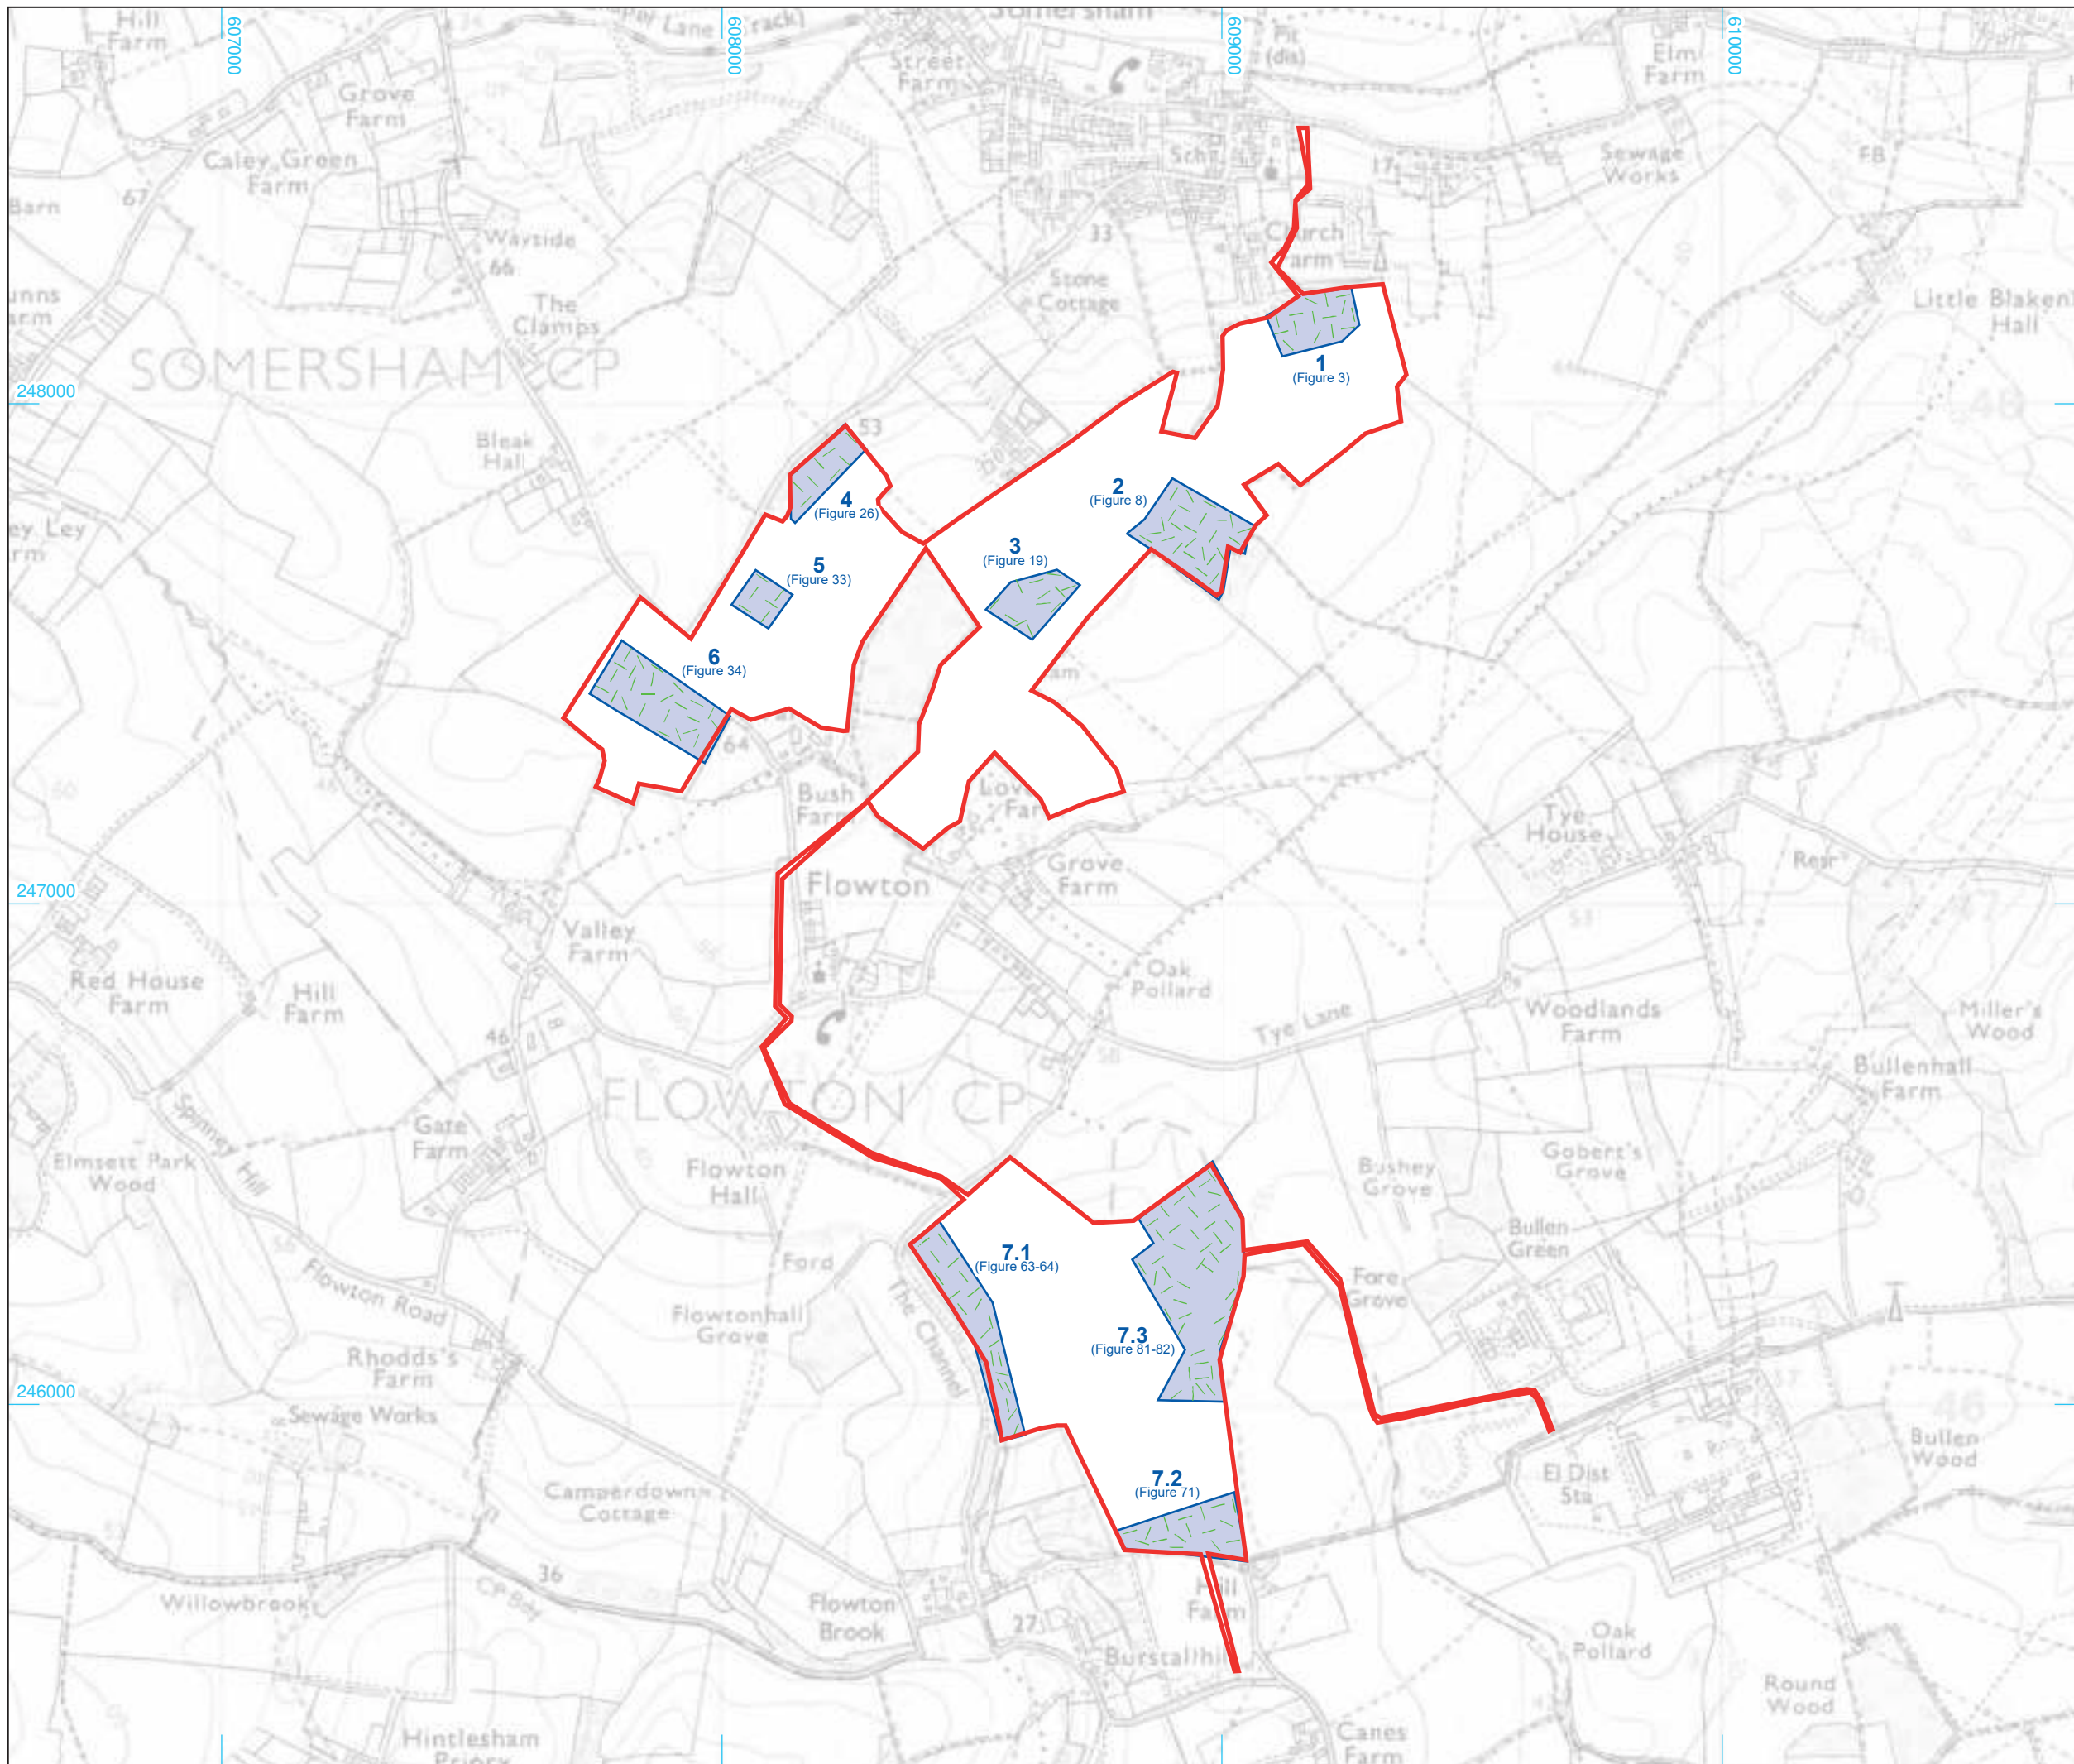 Hill
Farm
Lane
rack)
Somersham
607000
608000
609000
610000
Pit
(dis)
Elm
Farm
Street
Farm
Grove
Farm
Caley Green
Farm
Sch
17
Sewage
Works
FB
Barn
67
Wayside
66
33
Church
arm
Stone
Cottage
The
Clamps
Little Blaken
Hall
SOMERSHAM CP
1
(Figure 3)
248000
53
Bleak
Hall
2
(Figure 8)
4
(Figure 26)
3
(Figure 19)
5
(Figure 33)
6
(Figure 34)
64
Bush
Tye
House
Resr
Grove
Farm
Flowton
247000
53
Valley
Farm
Oak
Pollard
Red House
Farm
Hill
Farm
Woodlands
Farm
Miller's
Wood
Tye Lane
46
Bullenhall
Farm
FLOWTON CP
Spinney Hill
Gate
Farm
Elmsett Park
Wood
Flowton
Hall
Bushey
Grove
Gobert's
Grove
Bullen
Green
Ford
7.1
(Figure 63-64)
Flowton Road
Fore
Grove
The Channel
Flowtonhall
Grove
7.3
(Figure 81-82)
Rhodds's
Farm
246000
Sewage Works
Bullen
Wood
El Dist
Sta
7.2
(Figure 71)
Camperdown
Cottage
36
CP Bdy
Willowbrook
Flowton
Brook
27
Hill
Farm
Burstallhill
Oak
Pollard
Round
Wood
Hintlesham
Priory
Canes
Farm